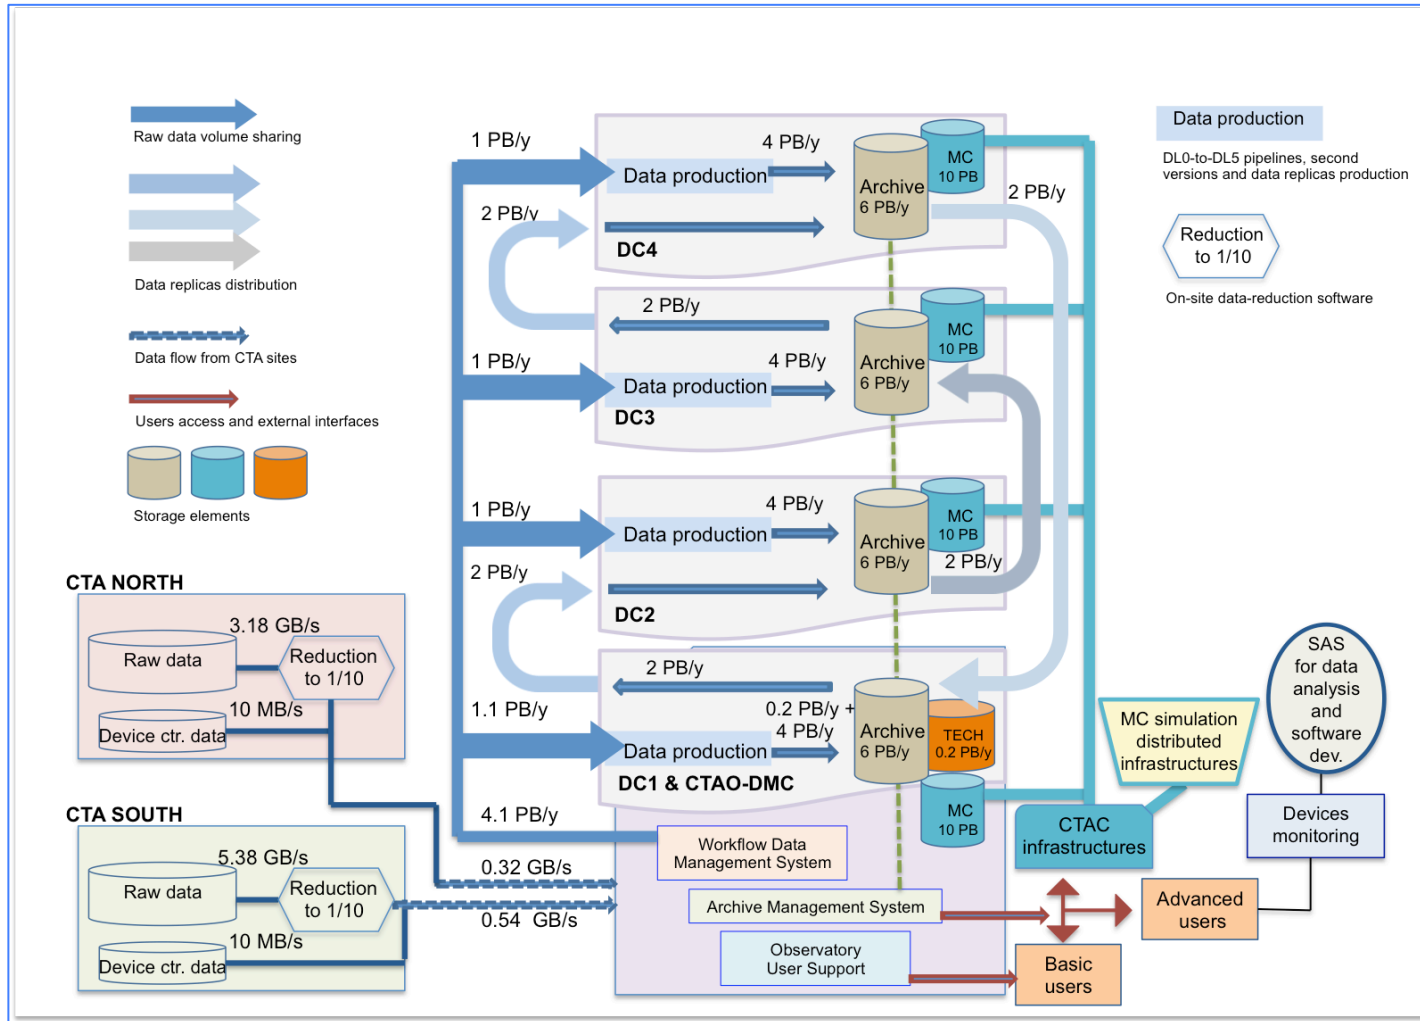 Raw data volume sharing
Data replicas distribution
Data flow from CTA sites
Users access and external interfaces
Storage elements
Data production
DL0-to-DL5 pipelines, second
versions and data replicas production
Reduction
to 1/10
On-site data-reduction software
1 PB/y
Data production
4 PB/y
Archive
6 PB/y
MC
10 PB
2 PB/y
2 PB/y
DC4
2 PB/y
1 PB/y
Data production
4 PB/y
Archive
6 PB/y
MC
10 PB
DC3
1 PB/y
Data production
4 PB/y
Archive
6 PB/y
MC
10 PB
2 PB/y
2 PB/y
DC2
2 PB/y
1.1 PB/y
Data production
0.2 PB/y +
4 PB/y
Archive
6 PB/y
TECH
0.2 PB/y
DC1 & CTAO-DMC
MC
10 PB
4.1 PB/y
Workflow Data
Management System
0.32 GB/s
0.54 GB/s
Archive Management System
Observatory
User Support
CTA NORTH
3.18 GB/s
Raw data
Reduction
to 1/10
10 MB/s
Device ctr. data
CTA SOUTH
5.38 GB/s
Raw data
Reduction
to 1/10
10 MB/s
Device ctr. data
MC simulation
distributed
infrastructures
CTAC
infrastructures
SAS
for data
analysis
and
software
dev.
Devices
monitoring
Advanced
users
Basic
users